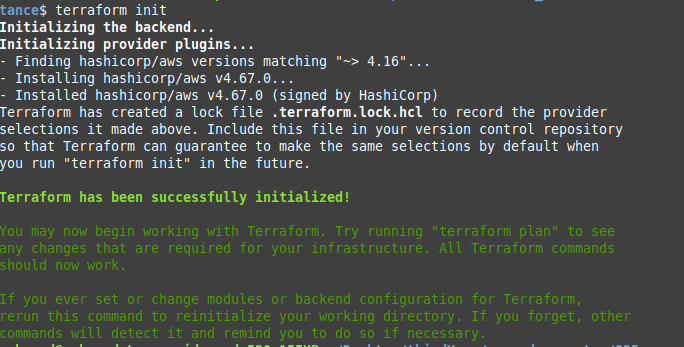 tance$ terraform init
Initializing the backend...
Initializing provider plugins...
- Finding hashicorp/aws versions matching "~> 4.16"...
- Installing hashicorp/aws v4.67.0...
- Installed hashicorp/aws v4.67.0 (signed by HashiCorp)
Terraform has created a lock file .terraform.lock.hcl to record the provider
selections it made above. Include this file in your version control repository
so that Terraform can guarantee to make the same selections by default when
you run "terraform init" in the future.
Terraform has been successfully initialized!
You may now begin working with Terraform. Try running "terraform plan" to see
any changes that are required for your infrastructure. All Terraform commands
should now work.
If you ever set or change modules or backend configuration for Terraform,
rerun this command to reinitialize your working directory. If you forget, other
commands will detect it and remind you to do so if necessary.